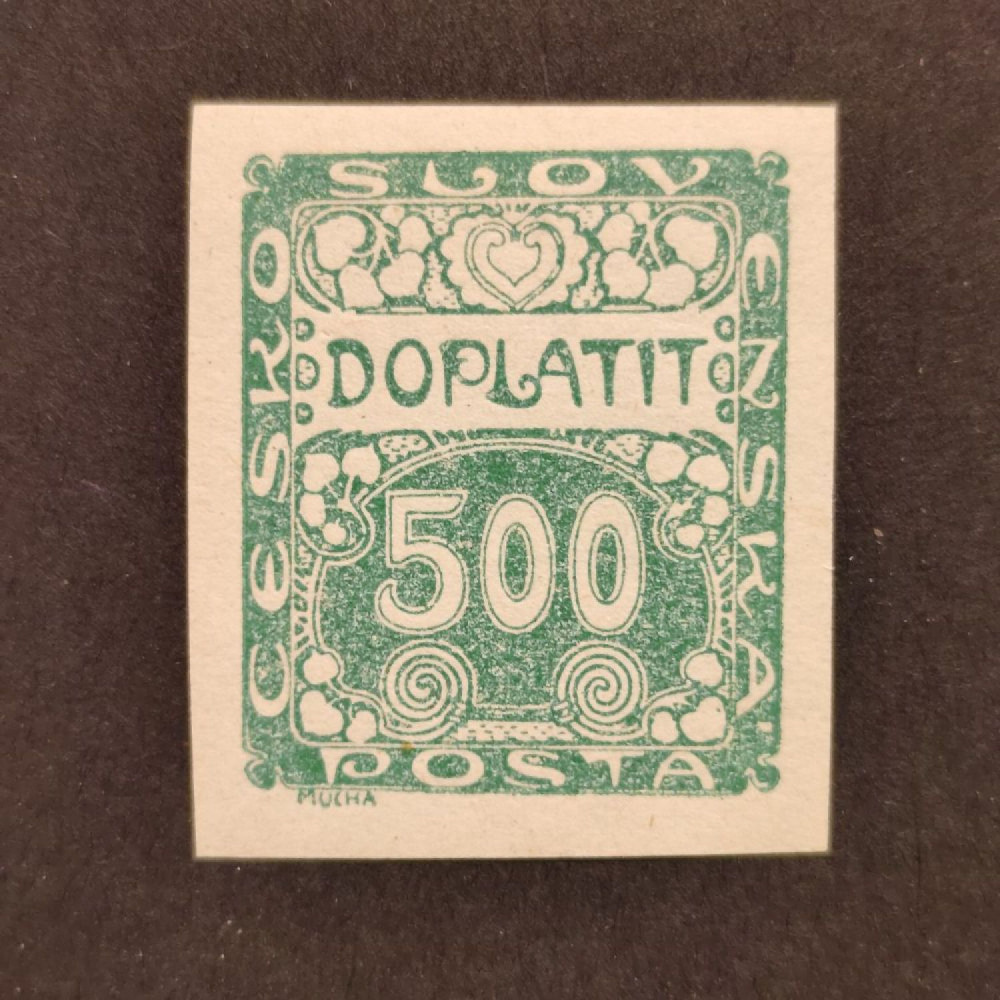 ČESKO
SLOV
ENSKÁ
DOPLATIT
500
POŠTA
MUCHA